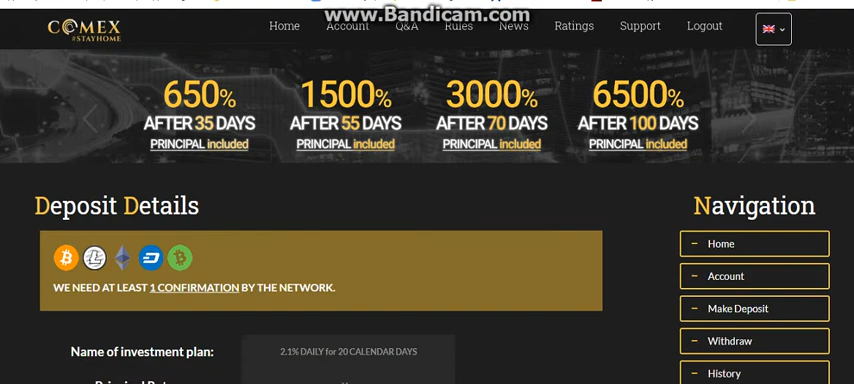 www.Bandicam.com
COMEX
#STAYHOME
Home Account Q&A Rules News Ratings Support Logout
650% 1500% 3000% 6500%
AFTER 35 DAYS AFTER 55 DAYS AFTER 70 DAYS AFTER 100 DAYS
PRINCIPAL included PRINCIPAL included PRINCIPAL included PRINCIPAL included
Deposit Details
WE NEED AT LEAST 1 CONFIRMATION BY THE NETWORK.
Name of investment plan: 2.1% DAILY for 20 CALENDAR DAYS
Navigation
Home
Account
Make Deposit
Withdraw
History